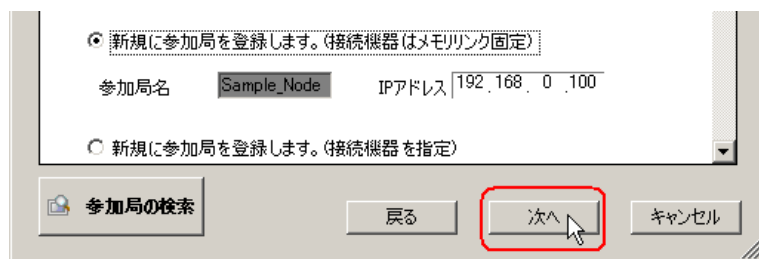 新規に参加局を登録します。(接続機器はメモリリンク固定)
参加局名 Sample_Node IPアドレス 192 .168 . 0 .100
新規に参加局を登録します。(接続機器を指定)
参加局の検索 戻る 次へ キャンセル